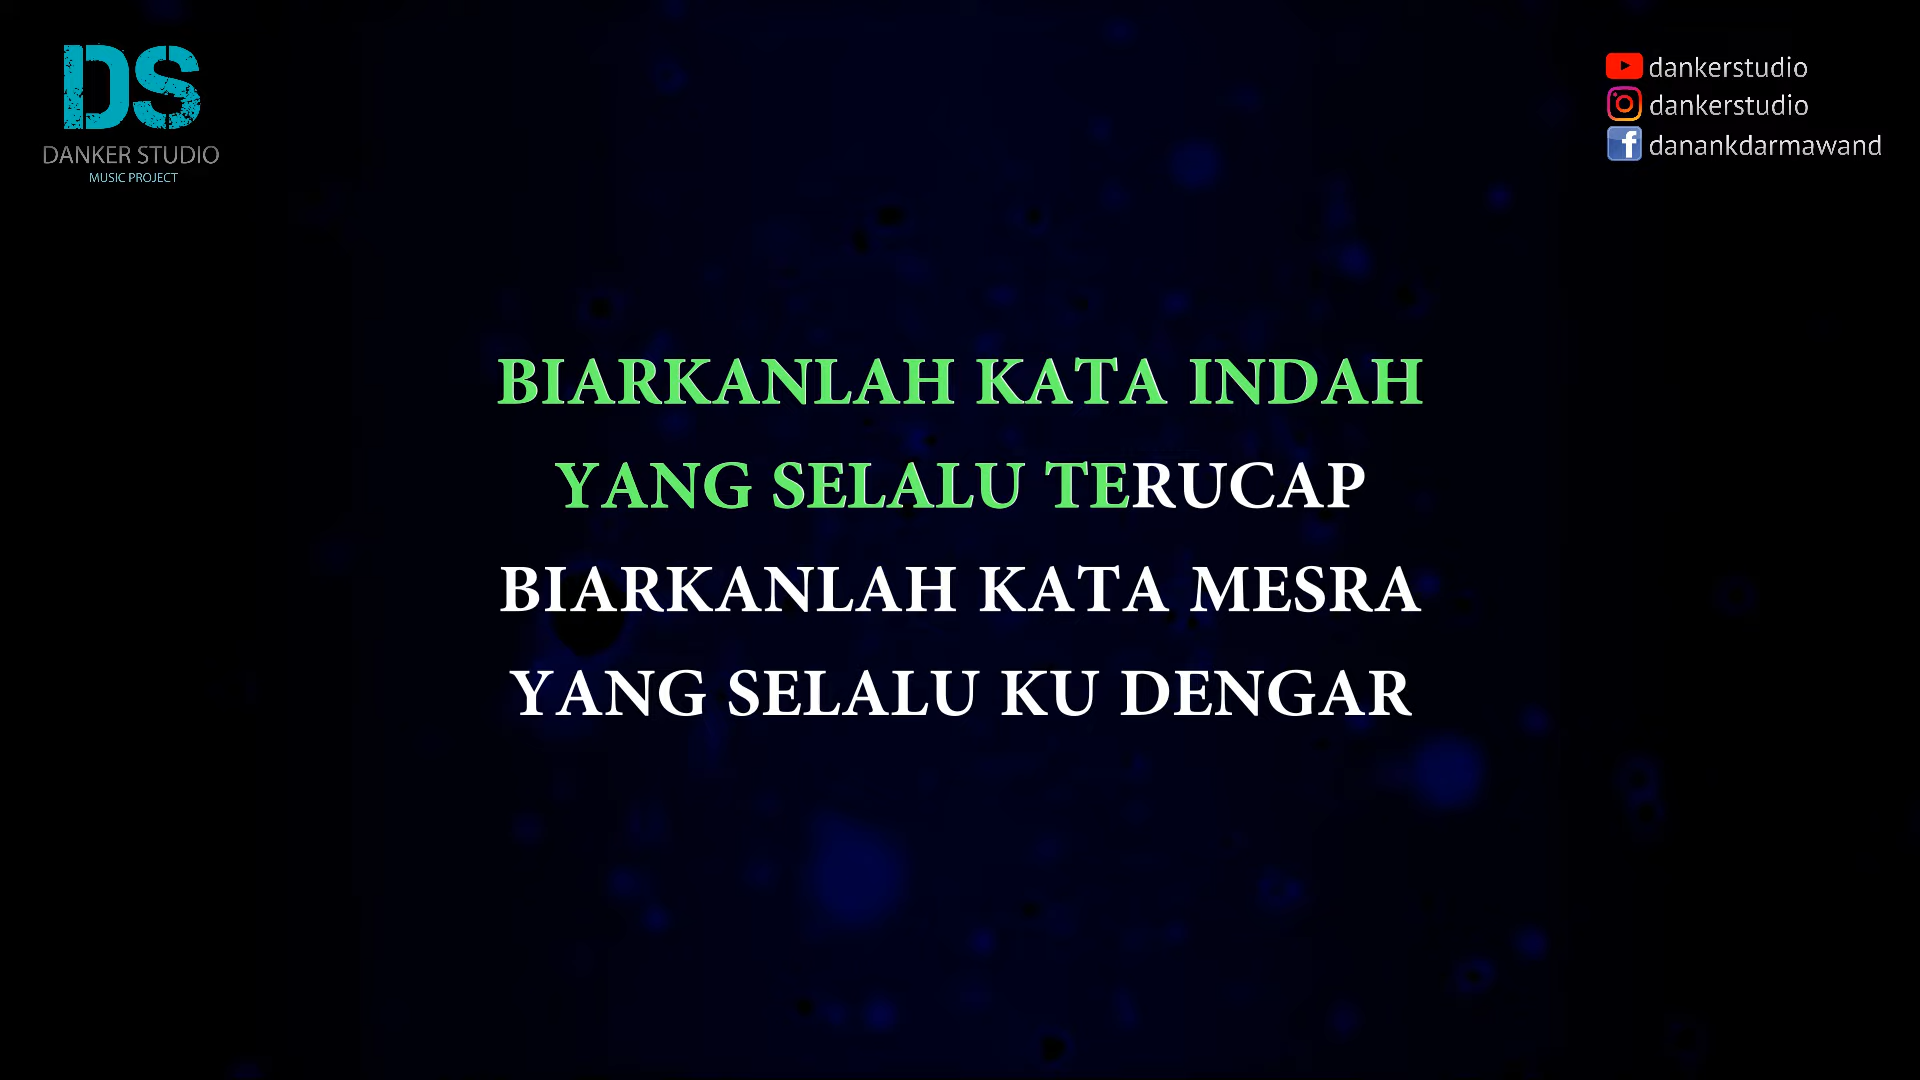 DS
DANKER STUDIO
MUSIC PROJECT
dankerstudio
dankerstudio
danankdarmawand
BIARKANLAH KATA INDAH
YANG SELALU TERUCAP
BIARKANLAH KATA MESRA
YANG SELALU KU DENGAR